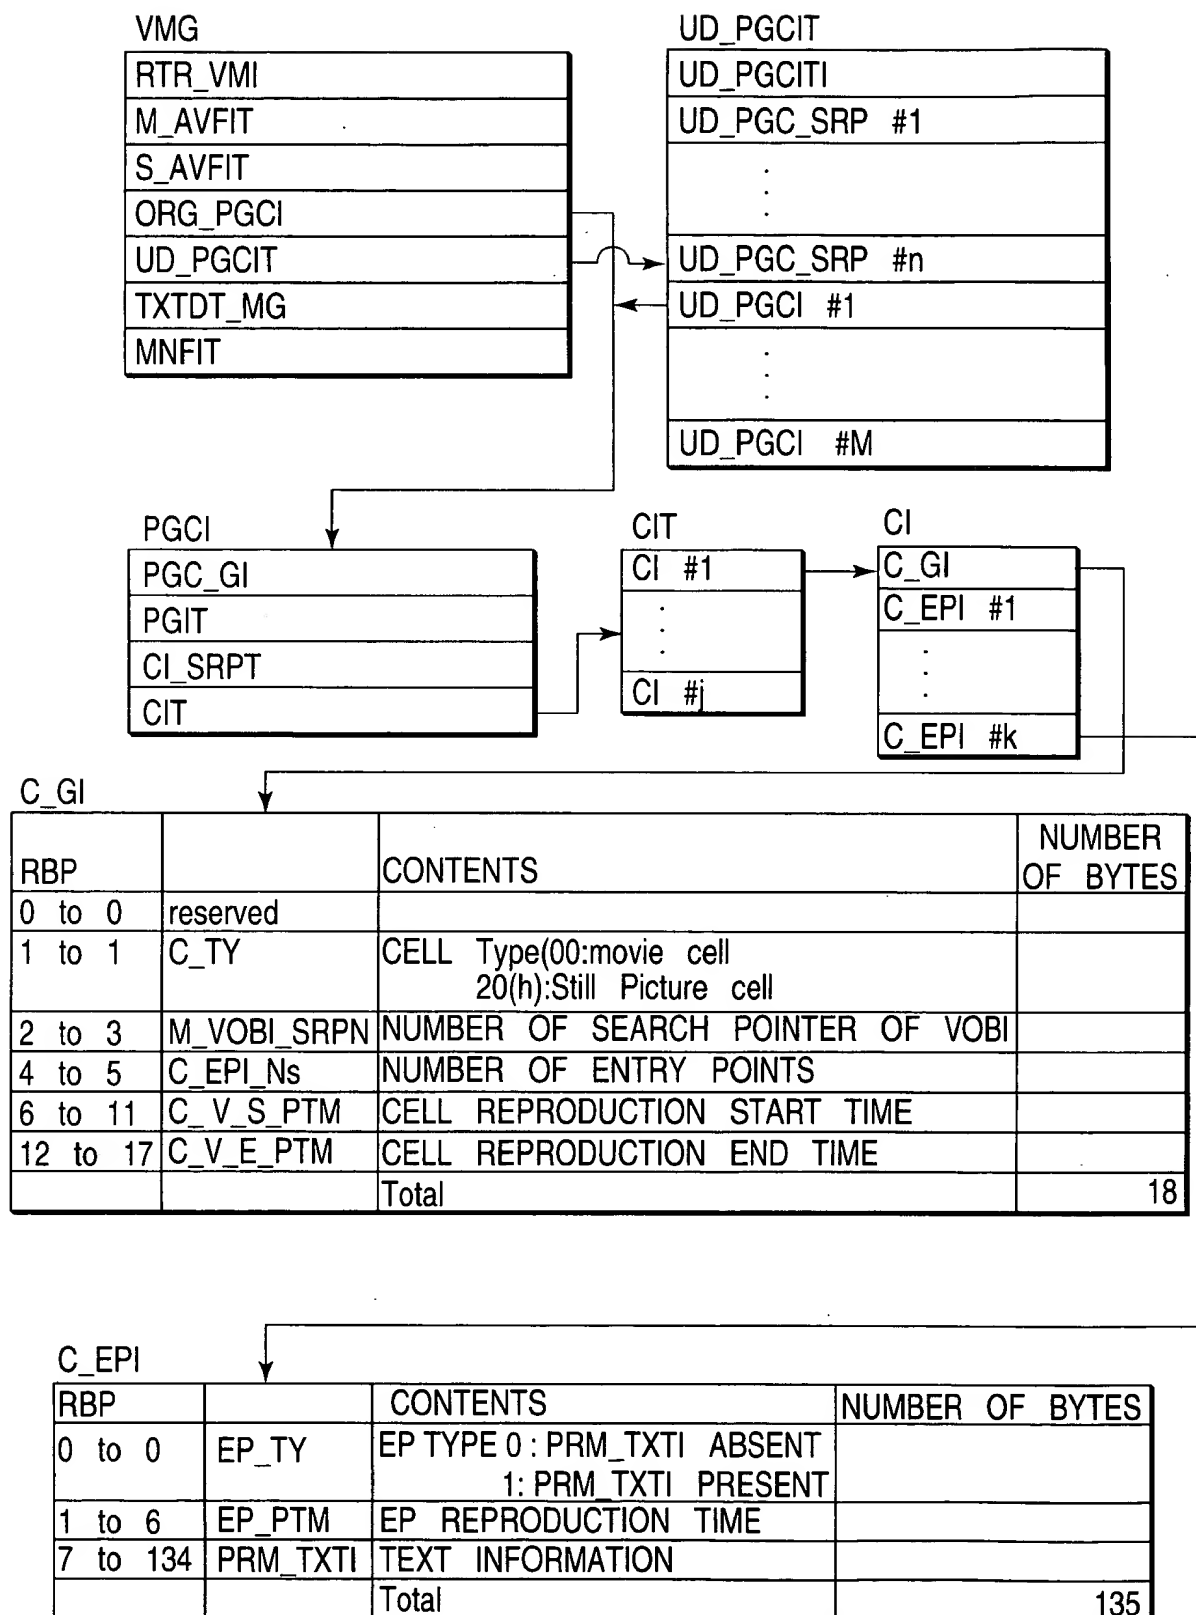 VMG
RTR_VMI
M_AVFIT
S_AVFIT
ORG_PGCI
UD_PGCIT
TXTDT_MG
MNFIT
UD_PGCIT
UD_PGCITI
UD_PGC_SRP #1
UD_PGC_SRP #n
UD_PGCI #1
UD_PGCI #M
PGCI
PGC_GI
PGIT
CI_SRPT
CIT
CIT
CI #1
CI #j
CI
C_GI
C_EPI #1
C_EPI #k
C_GI
RBP CONTENTS NUMBER OF BYTES
0 to 0 reserved
1 to 1 C_TY CELL Type(00:movie cell
20(h):Still Picture cell
2 to 3 M_VOBI_SRPN NUMBER OF SEARCH POINTER OF VOBI
4 to 5 C_EPI_Ns NUMBER OF ENTRY POINTS
6 to 11 C_V_S_PTM CELL REPRODUCTION START TIME
12 to 17 C_V_E_PTM CELL REPRODUCTION END TIME
Total 18
C_EPI
RBP CONTENTS NUMBER OF BYTES
0 to 0 EP_TY EP TYPE 0 : PRM_TXTI ABSENT
1: PRM_TXTI PRESENT
1 to 6 EP_PTM EP REPRODUCTION TIME
7 to 134 PRM_TXTI TEXT INFORMATION
Total 135